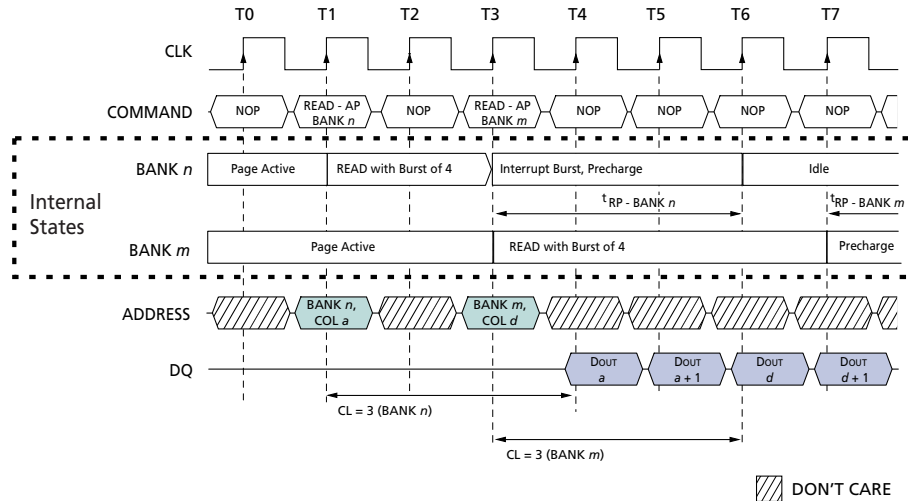 T0 T1 T2 T3 T4 T5 T6 T7
CLK
COMMAND NOP READ - AP BANK n NOP READ - AP BANK m NOP NOP NOP NOP
Internal States
BANK n Page Active READ with Burst of 4 Interrupt Burst, Precharge Idle
tRP - BANK n tRP - BANK m
BANK m Page Active READ with Burst of 4 Precharge
ADDRESS BANK n, COL a BANK m, COL d
DQ DOUT a DOUT a + 1 DOUT d DOUT d + 1
CL = 3 (BANK n)
CL = 3 (BANK m)
DON'T CARE